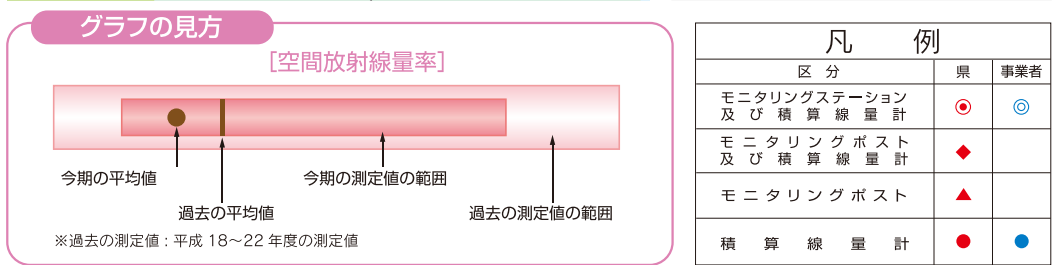 グラフの見方
[空間放射線量率]
今期の平均値
今期の測定値の範囲
過去の平均値
過去の測定値の範囲
※過去の測定値：平成 18～22 年度の測定値
凡 例
区 分 県 事業者
モニタリングステーション
及び積算線量計
モニタリングポスト
及び積算線量計
モニタリングポスト
積算線量計